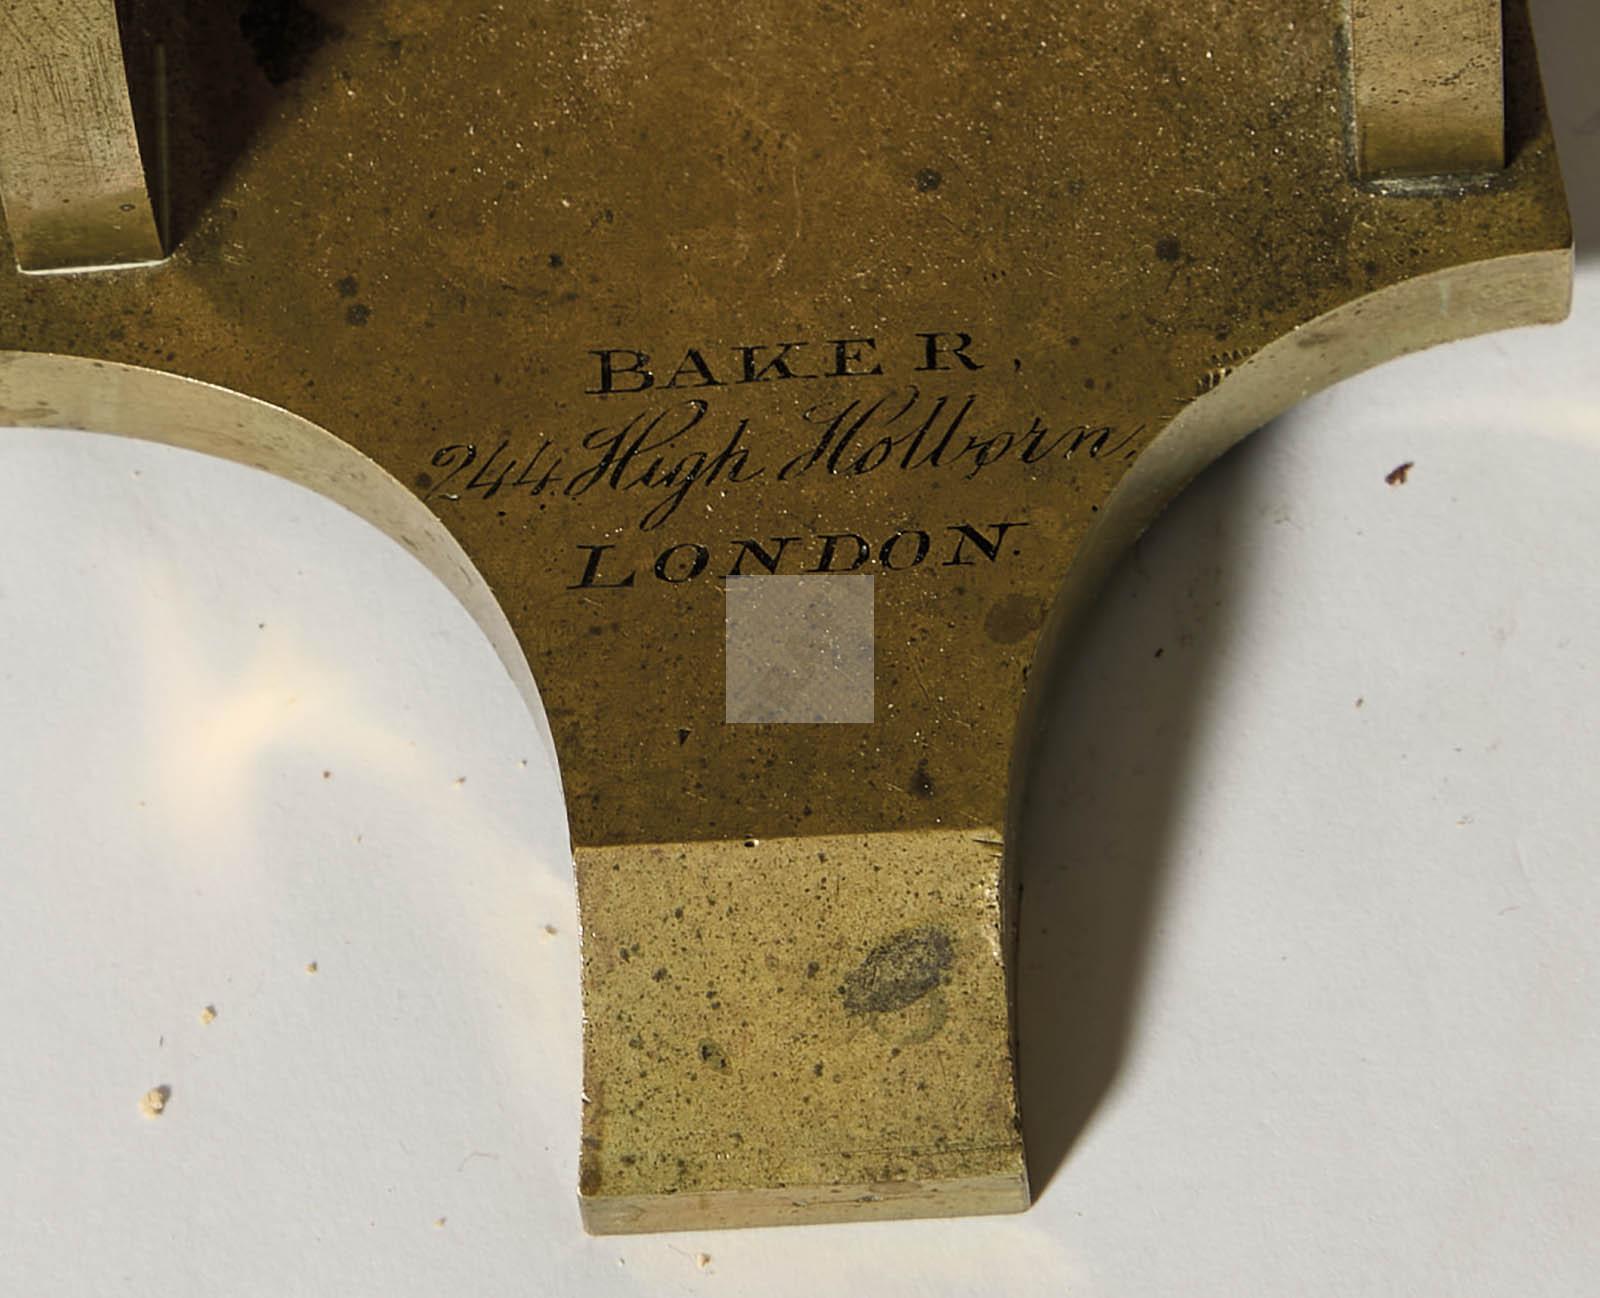 BAKER,
244 High Holborn,
LONDON.